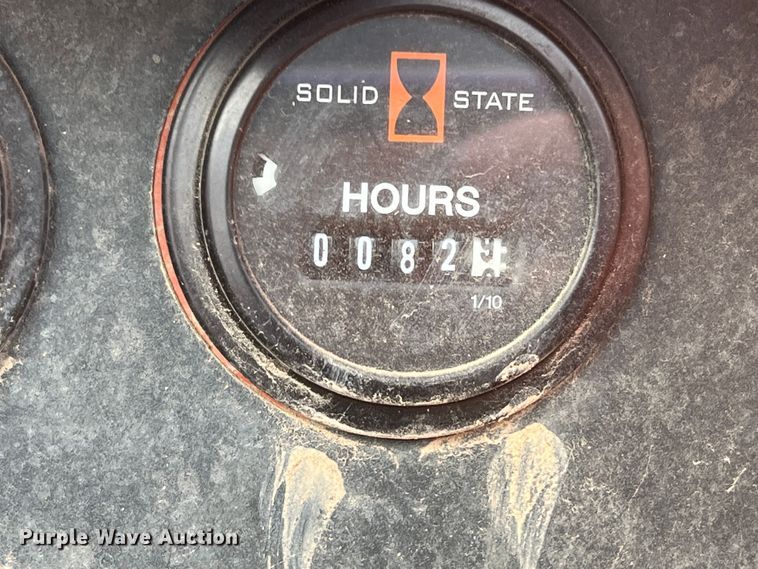 SOLID STATE
HOURS
0082
1/10
Purple Wave Auction